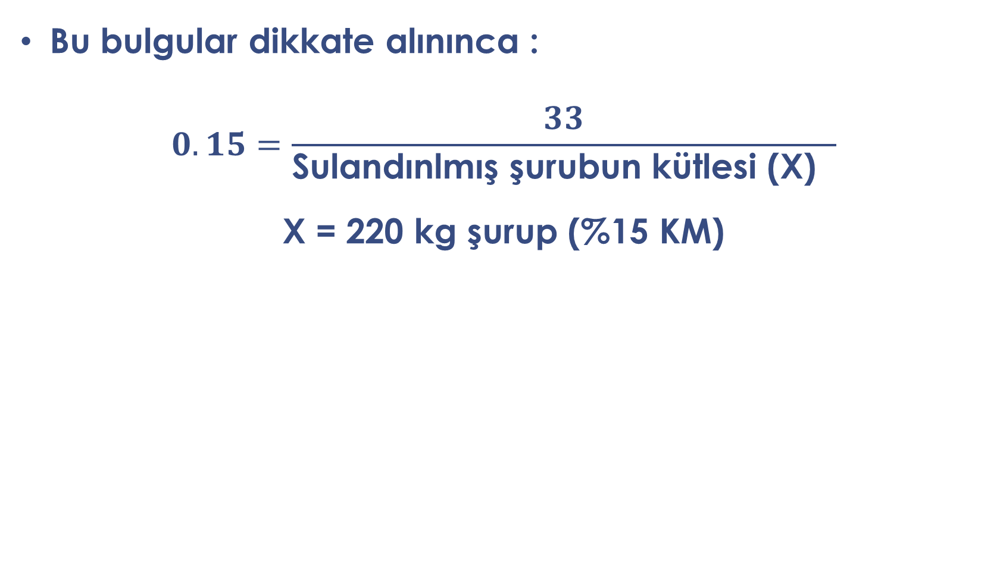 • Bu bulgular dikkate alınınca :
33
0.15 =
Sulandınlmış şurubun kütlesi (X)
X = 220 kg şurup (%15 KM)